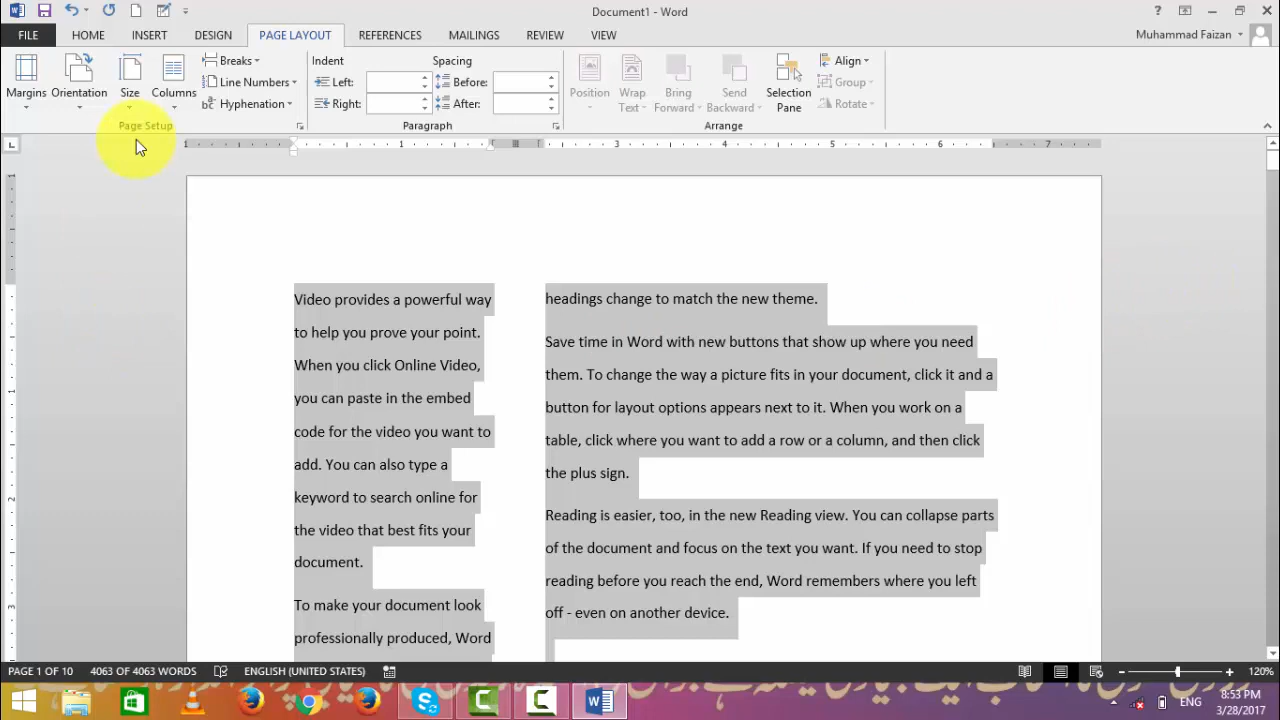 Document1 - Word
FILE HOME INSERT DESIGN PAGE LAYOUT REFERENCES MAILINGS REVIEW VIEW
Muhammad Faizan
Margins Orientation Size Columns
Breaks
Line Numbers
Hyphenation
Page Setup
Indent
Left:
Right:
Spacing
Before:
After:
Paragraph
Position
Wrap Text
Bring Forward
Send Backward
Selection Pane
Align
Group
Rotate
Arrange
1 1 3 4 5 6 7
1
1
2
3
Video provides a powerful way
to help you prove your point.
When you click Online Video,
you can paste in the embed
code for the video you want to
add. You can also type a
keyword to search online for
the video that best fits your
document.
To make your document look
professionally produced, Word
headings change to match the new theme.
Save time in Word with new buttons that show up where you need
them. To change the way a picture fits in your document, click it and a
button for layout options appears next to it. When you work on a
table, click where you want to add a row or a column, and then click
the plus sign.
Reading is easier, too, in the new Reading view. You can collapse parts
of the document and focus on the text you want. If you need to stop
reading before you reach the end, Word remembers where you left
off - even on another device.
PAGE 1 OF 10 4063 OF 4063 WORDS ENGLISH (UNITED STATES) 120%
ENG
8:53 PM
3/28/2017